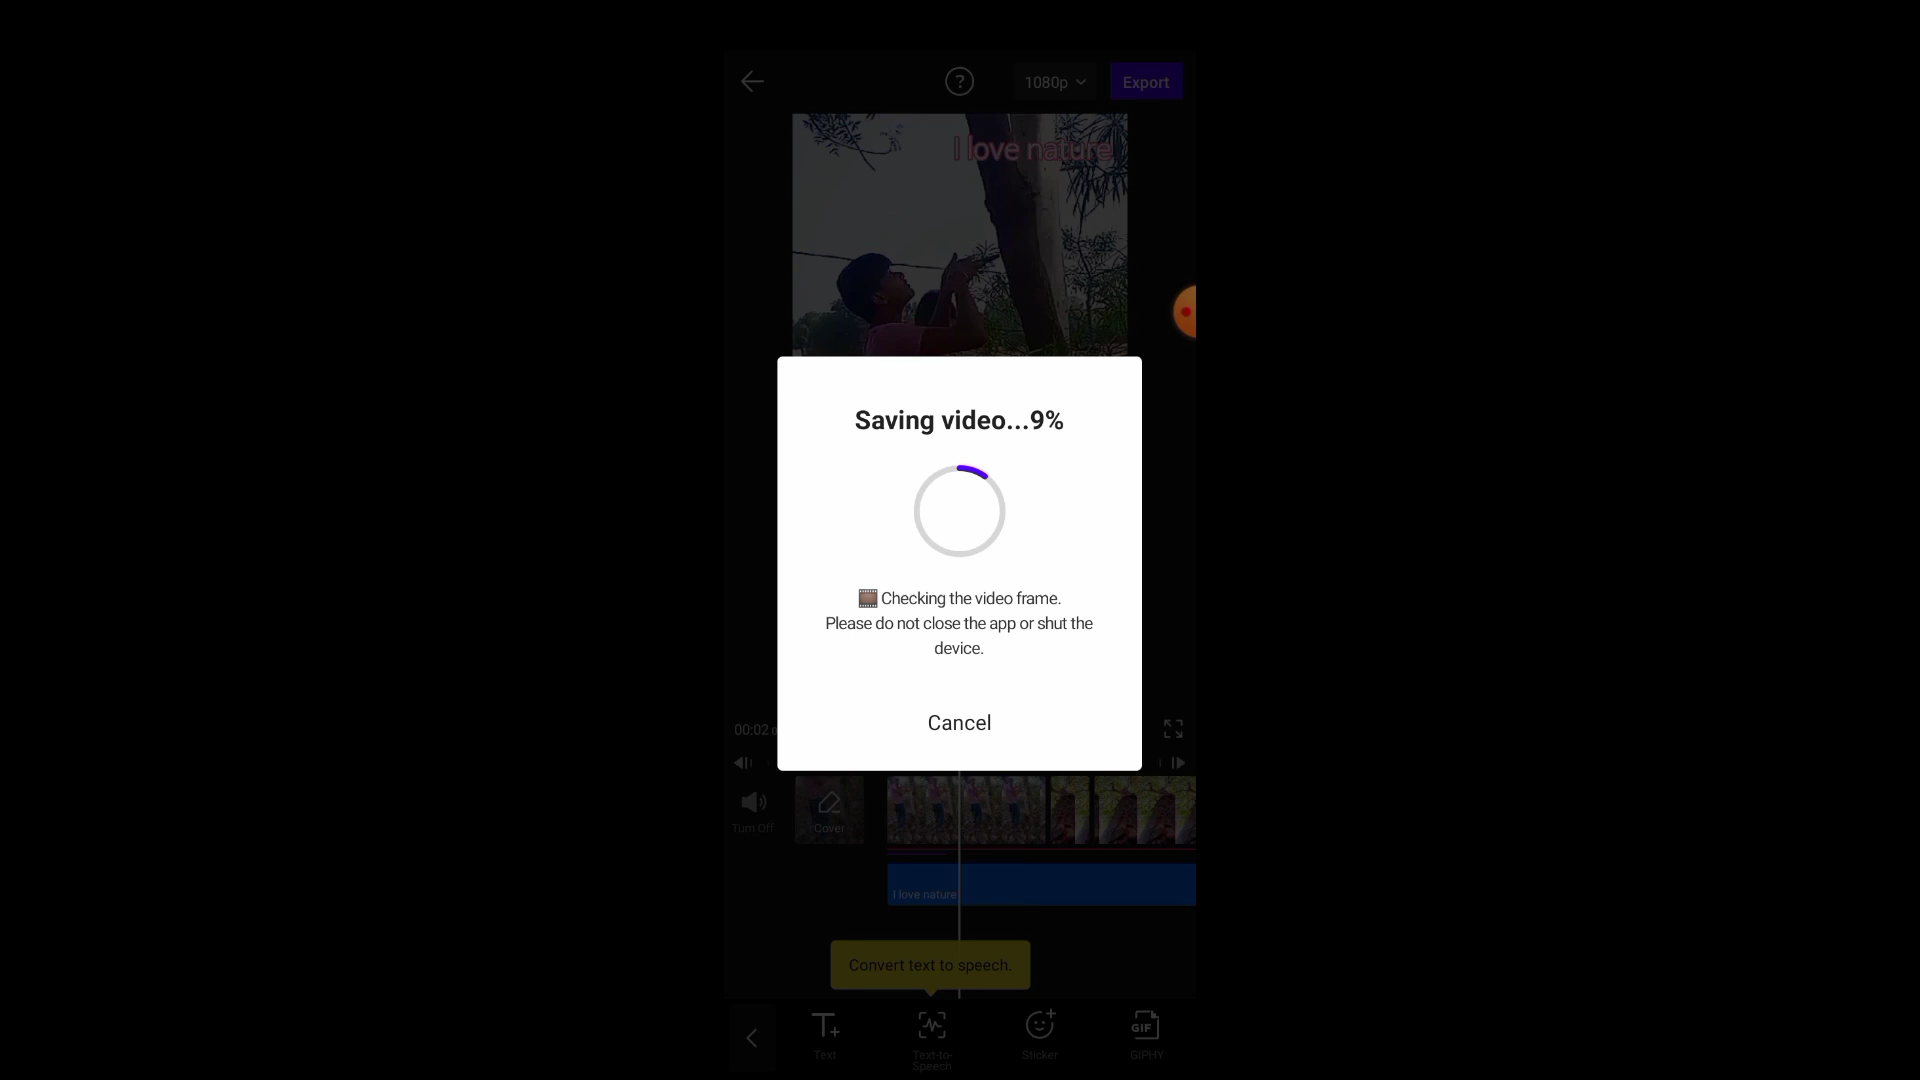 1080p
Export
I love nature
Saving video...9%
Checking the video frame.
Please do not close the app or shut the
device.
Cancel
00:02
Turn Off
Cover
I love nature
Convert text to speech.
Text
Text-to-
Speech
Sticker
GIF
GIPHY